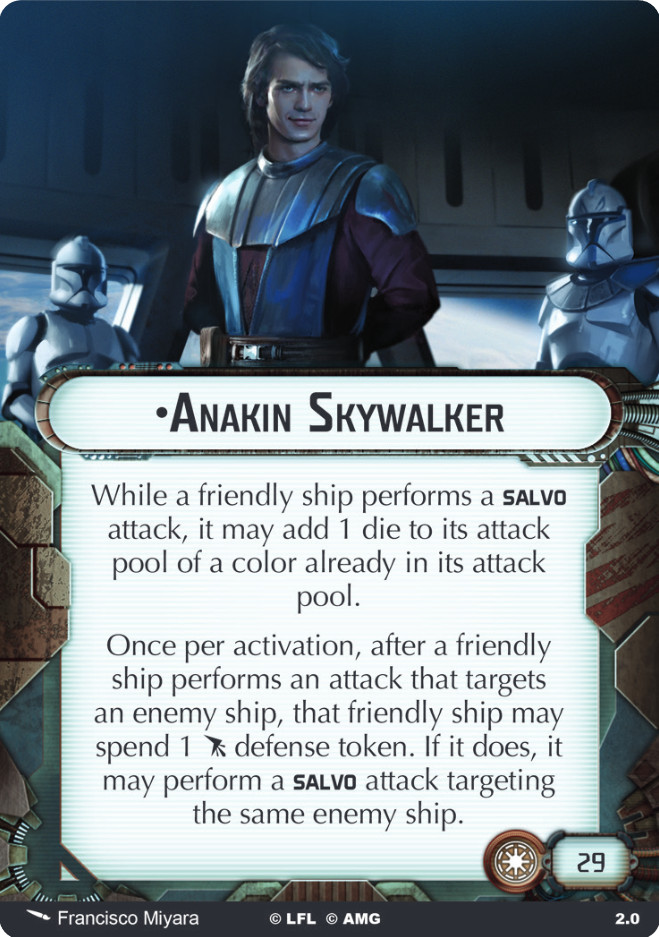 •Anakin Skywalker
While a friendly ship performs a SALVO
attack, it may add 1 die to its attack
pool of a color already in its attack
pool.
Once per activation, after a friendly
ship performs an attack that targets
an enemy ship, that friendly ship may
spend 1 defense token. If it does, it
may perform a SALVO attack targeting
the same enemy ship.
29
Francisco Miyara © LFL © AMG 2.0